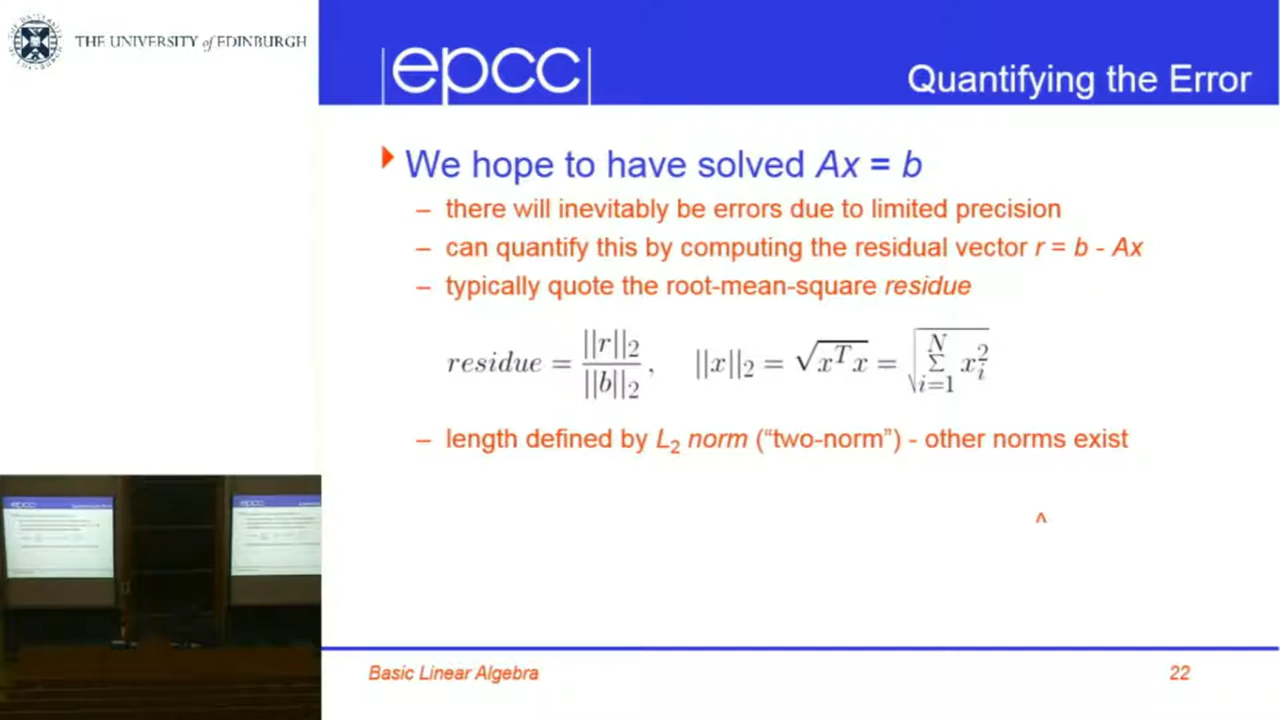 THE UNIVERSITY of EDINBURGH
epcc
Quantifying the Error
We hope to have solved Ax = b
– there will inevitably be errors due to limited precision
– can quantify this by computing the residual vector r = b - Ax
– typically quote the root-mean-square residue
residue = ||r||₂ / ||b||₂ , ||x||₂ = √xᵀx = √∑ᵢ₌₁ᴺ xᵢ²
– length defined by L₂ norm (“two-norm”) - other norms exist
^
epcc
epcc
Basic Linear Algebra
22